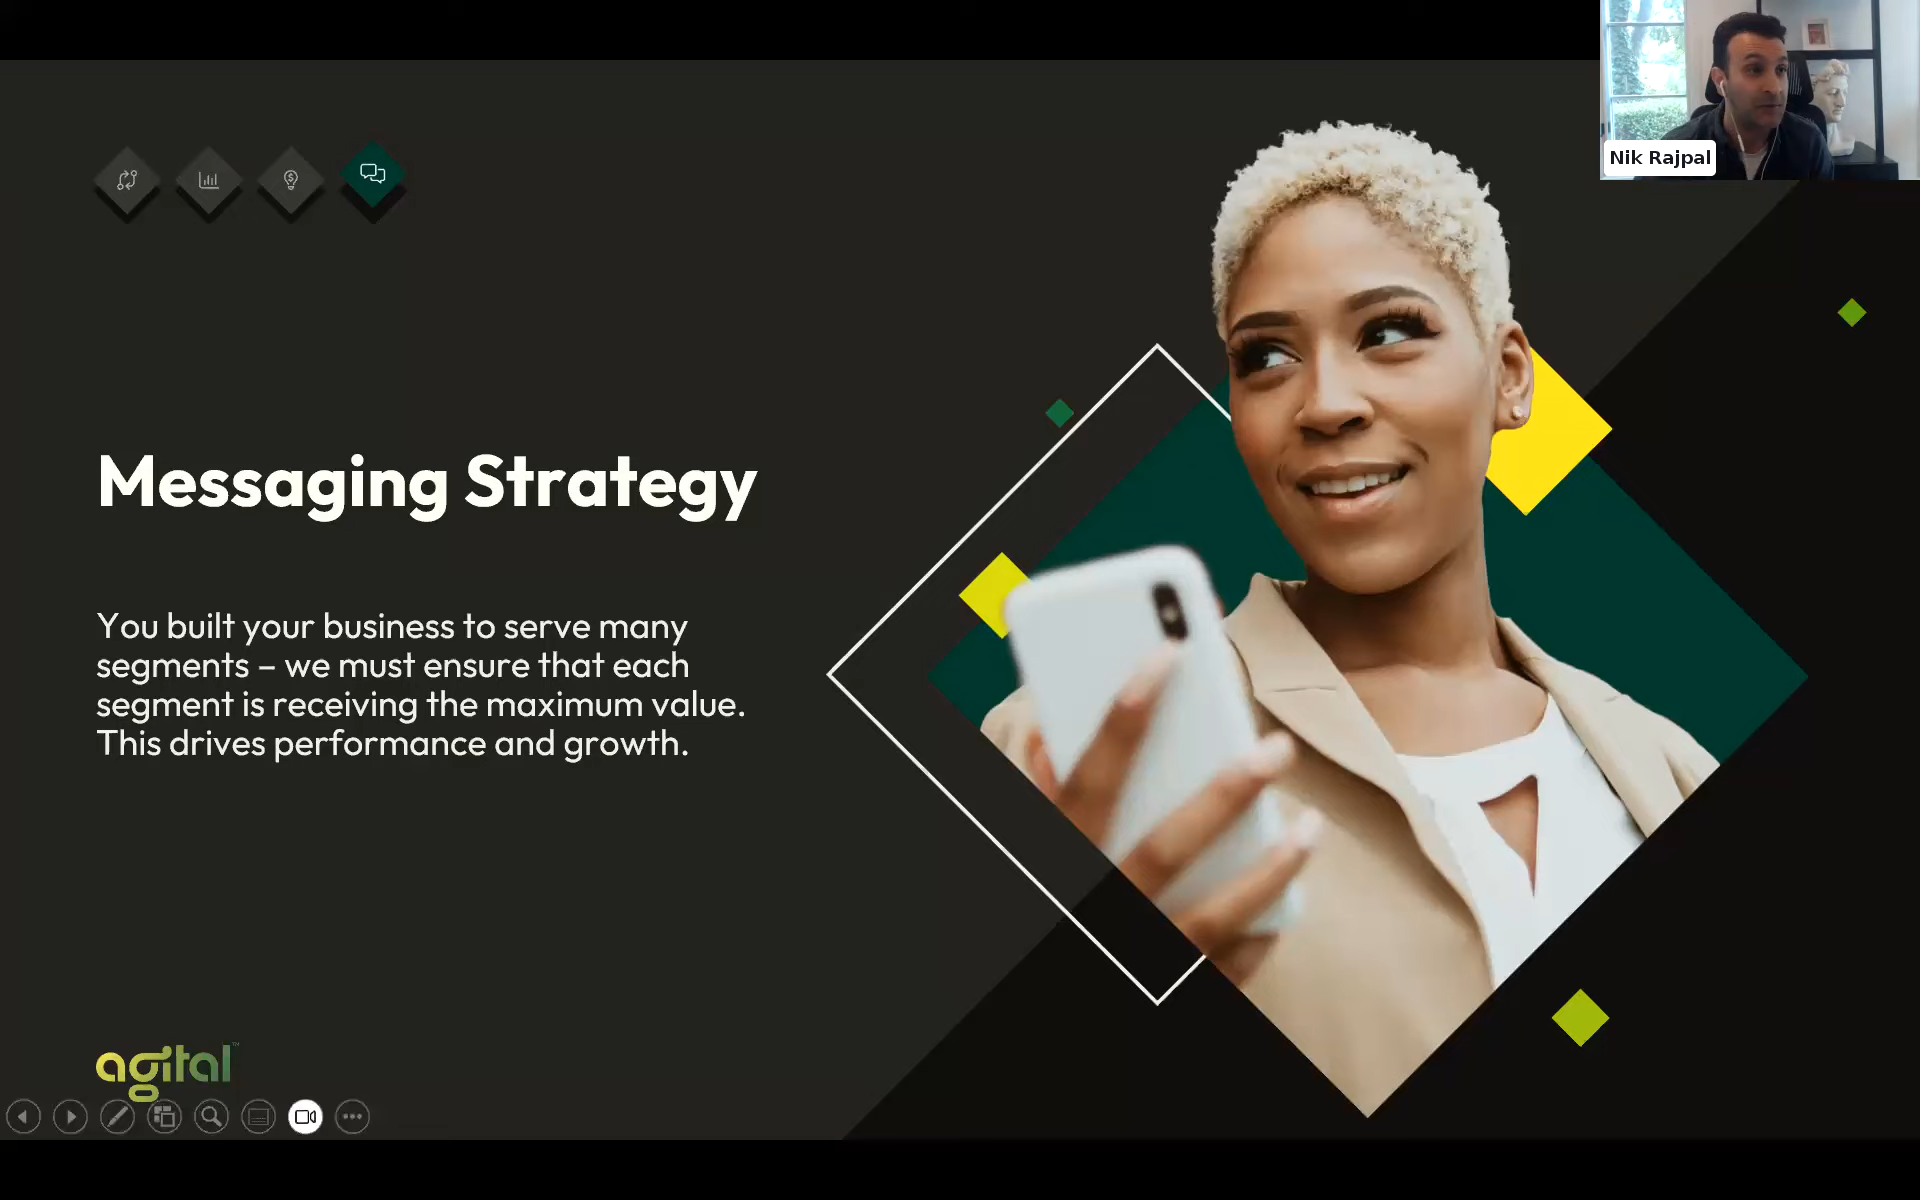 Nik Rajpal
Messaging Strategy
You built your business to serve many
segments – we must ensure that each
segment is receiving the maximum value.
This drives performance and growth.
agital™